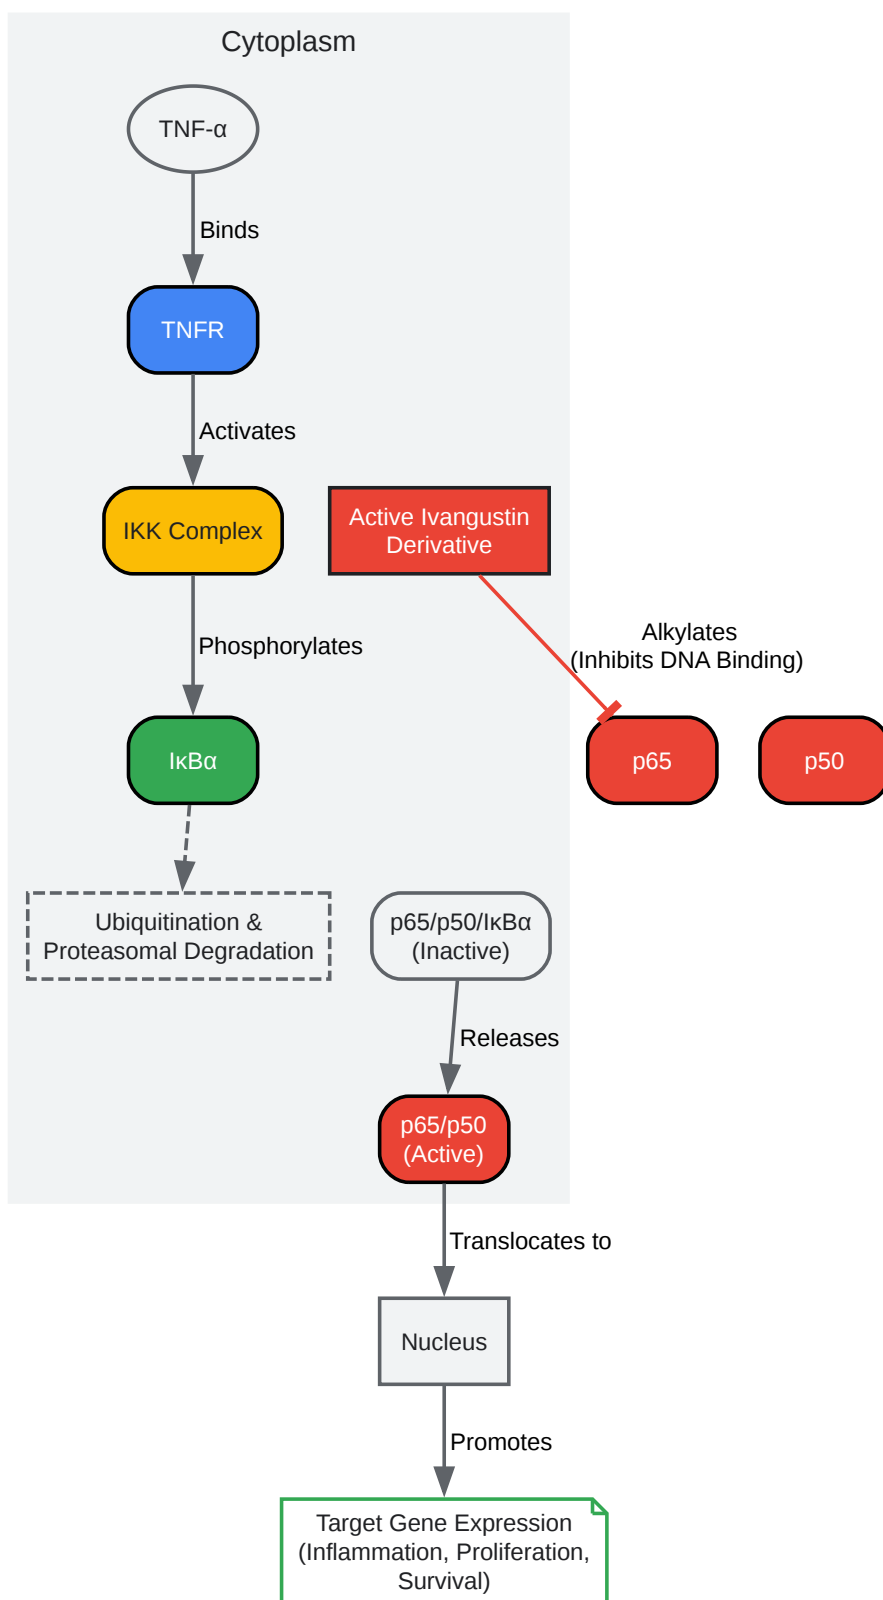 Cytoplasm
TNF-α
Binds
TNFR
Activates
IKK Complex
Active Ivangustin
Derivative
Alkylates
(Inhibits DNA Binding)
Phosphorylates
IκBα
p65
p50
Ubiquitination &
Proteasomal Degradation
p65/p50/IκBα
(Inactive)
Releases
p65/p50
(Active)
Translocates to
Nucleus
Promotes
Target Gene Expression
(Inflammation, Proliferation,
Survival)